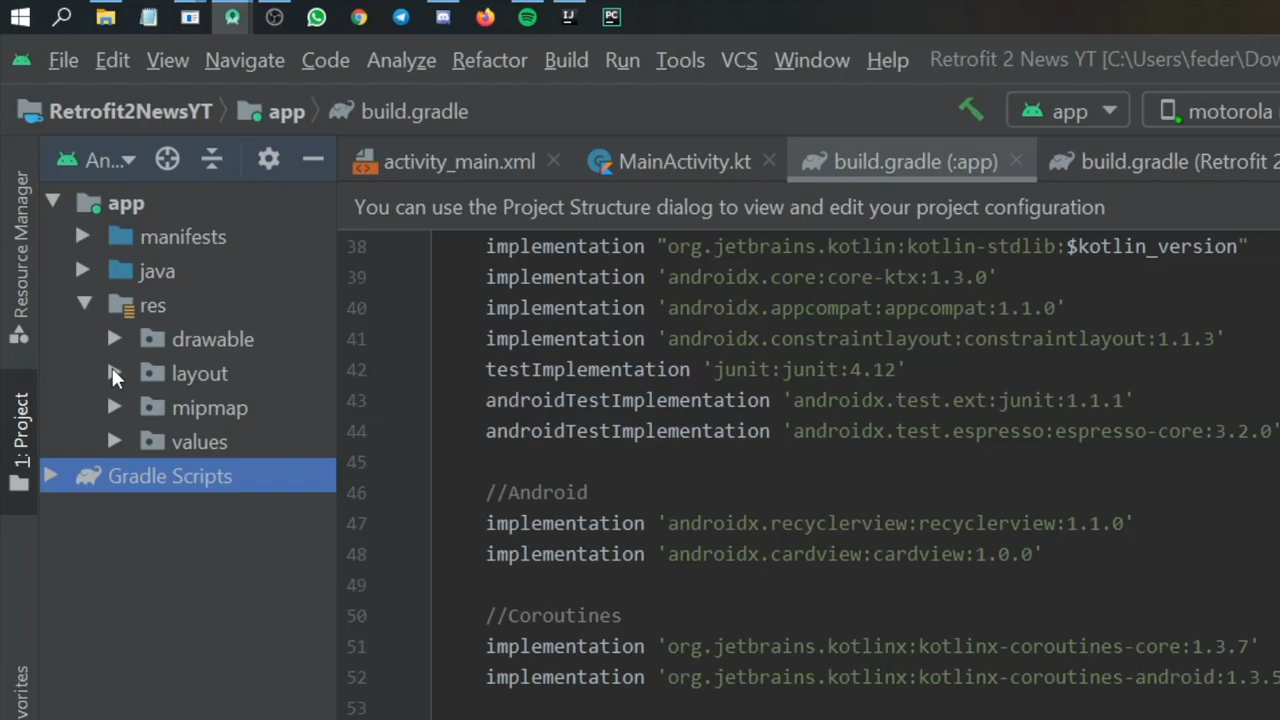 File Edit View Navigate Code Analyze Refactor Build Run Tools VCS Window Help Retrofit 2 News YT [C:\Users\feder\Dow
Retrofit2NewsYT app build.gradle app motorola
An... activity_main.xml MainActivity.kt build.gradle (:app) build.gradle (Retrofit 2
You can use the Project Structure dialog to view and edit your project configuration
Resource Manager
1: Project
vorites
app
manifests
java
res
drawable
layout
mipmap
values
Gradle Scripts
38 implementation "org.jetbrains.kotlin:kotlin-stdlib:$kotlin_version"
39 implementation 'androidx.core:core-ktx:1.3.0'
40 implementation 'androidx.appcompat:appcompat:1.1.0'
41 implementation 'androidx.constraintlayout:constraintlayout:1.1.3'
42 testImplementation 'junit:junit:4.12'
43 androidTestImplementation 'androidx.test.ext:junit:1.1.1'
44 androidTestImplementation 'androidx.test.espresso:espresso-core:3.2.0'
45
46 //Android
47 implementation 'androidx.recyclerview:recyclerview:1.1.0'
48 implementation 'androidx.cardview:cardview:1.0.0'
49
50 //Coroutines
51 implementation 'org.jetbrains.kotlinx:kotlinx-coroutines-core:1.3.7'
52 implementation 'org.jetbrains.kotlinx:kotlinx-coroutines-android:1.3.5
53